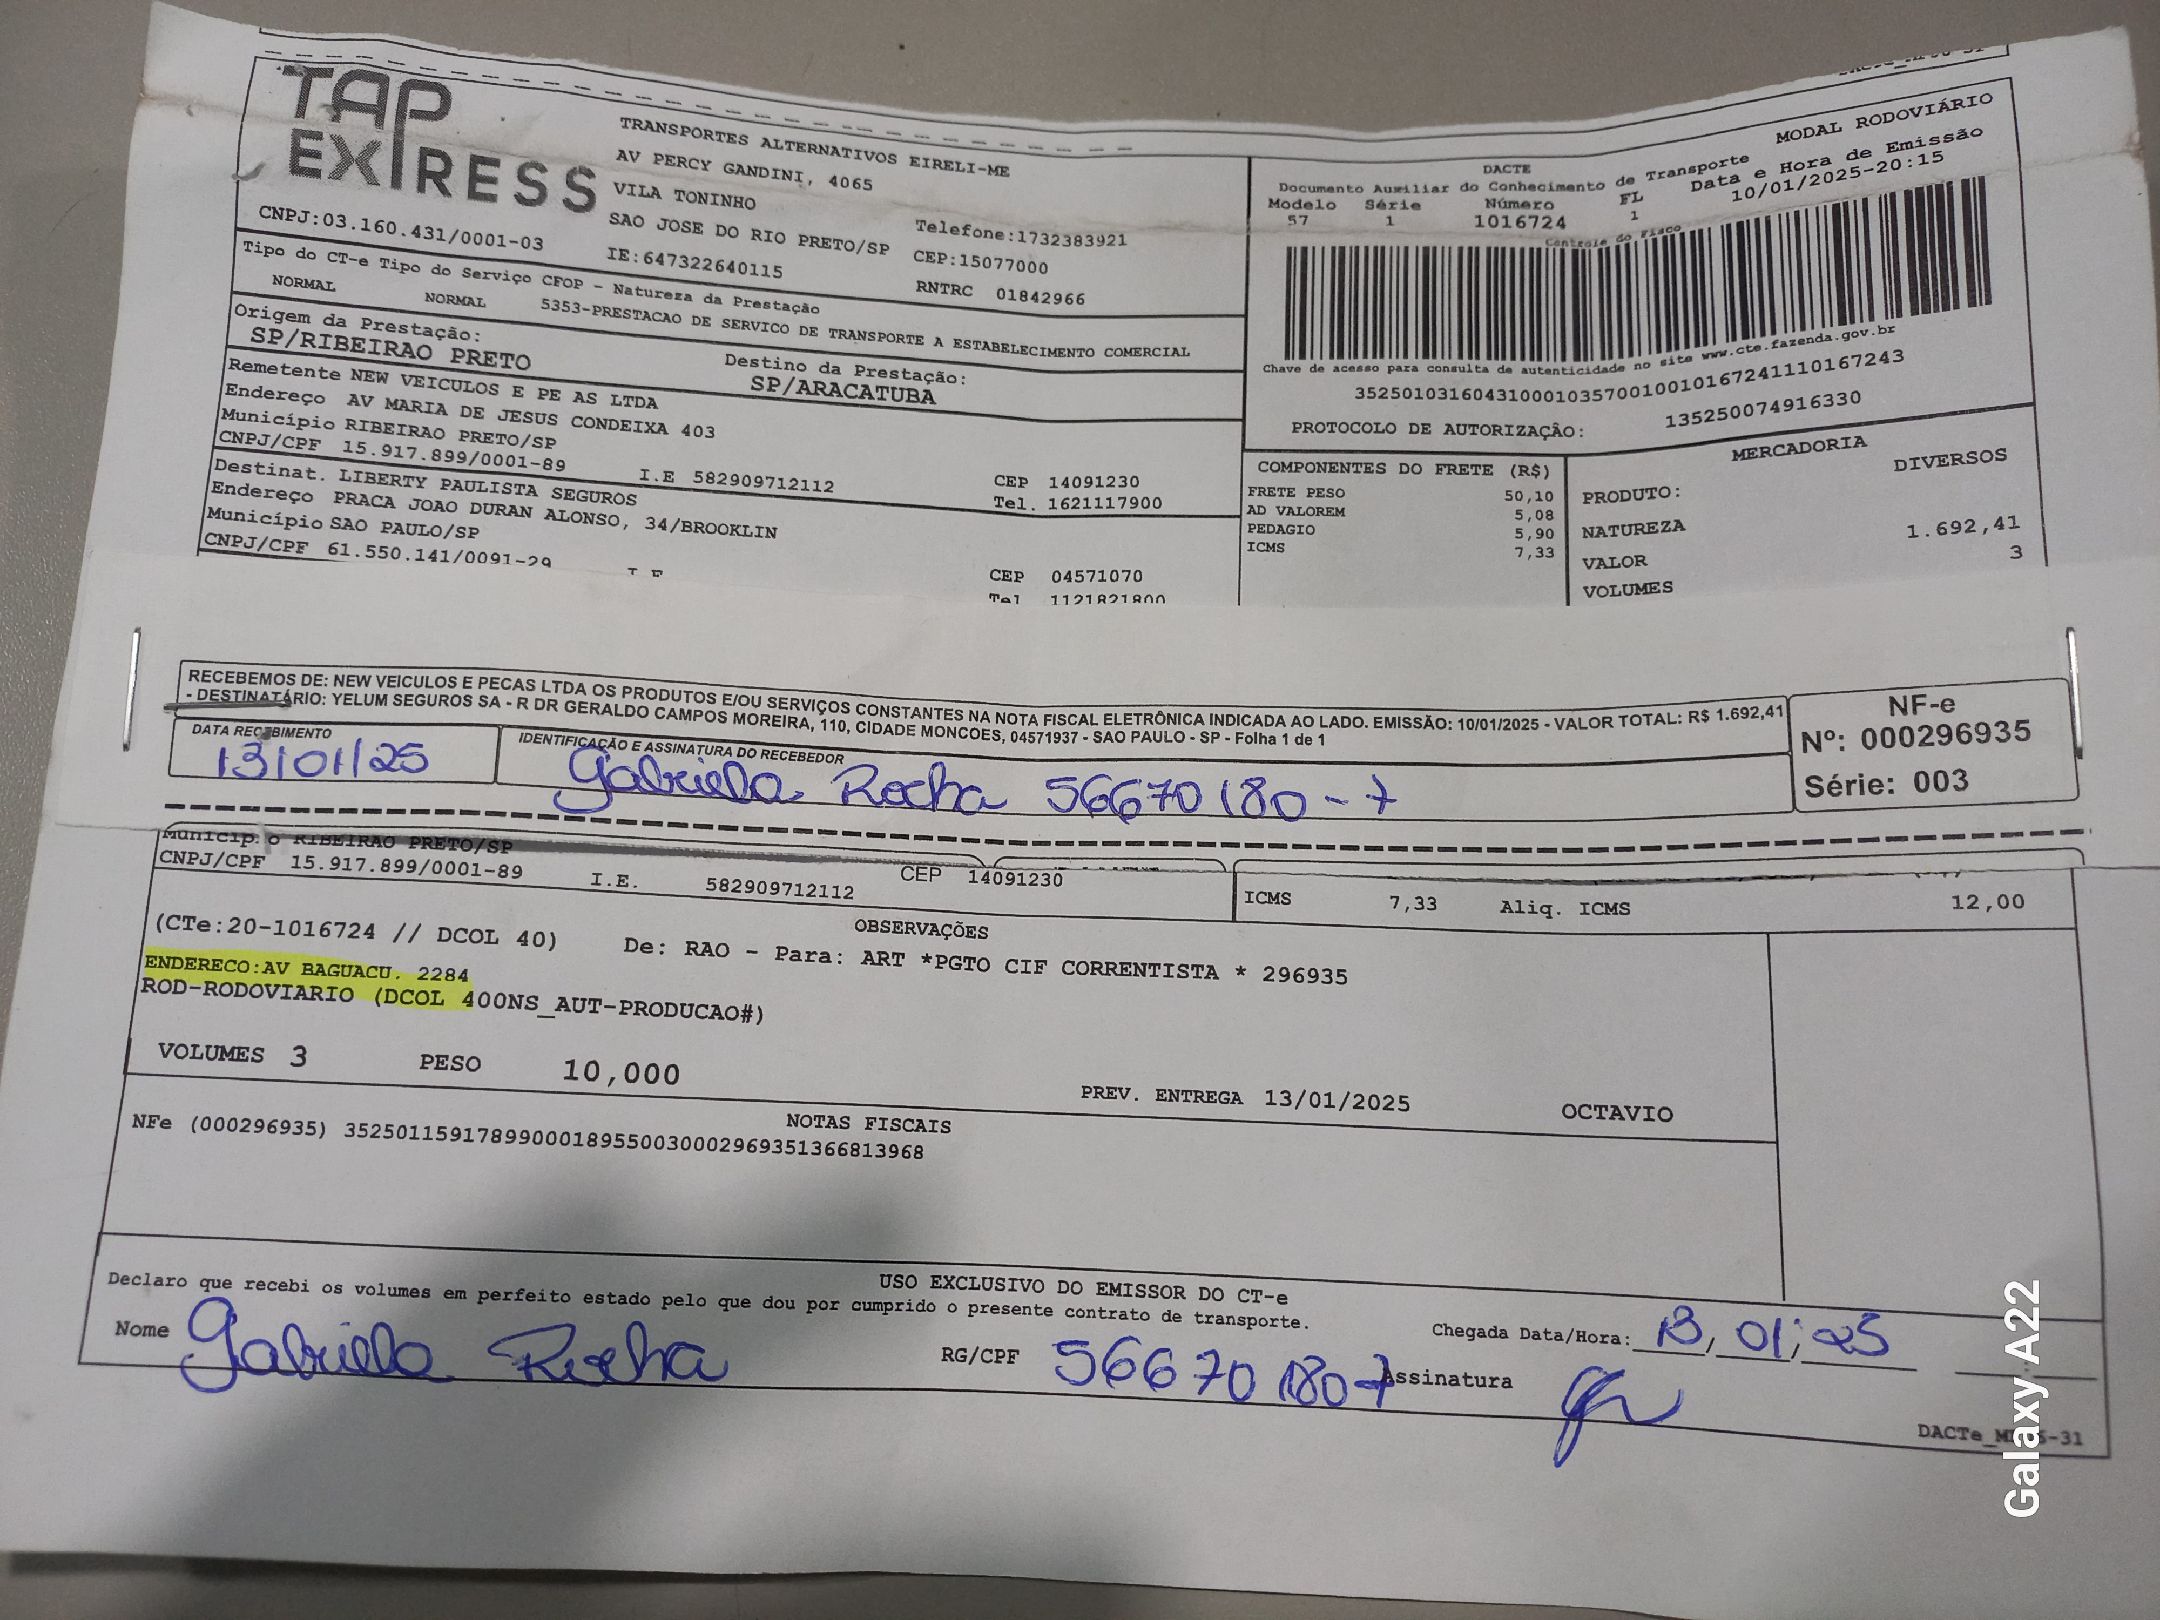 TAP
EXPRESS
TRANSPORTES ALTERNATIVOS EIRELI-ME
AV PERCY GANDINI, 4065
VILA TONINHO
SAO JOSE DO RIO PRETO/SP
Telefone:1732383921
CNPJ:03.160.431/0001-03
IE:647322640115
CEP:15077000
RNTRC 01842966
Tipo do CT-e Tipo do Serviço CFOP - Natureza da Prestação
NORMAL NORMAL 5353-PRESTACAO DE SERVICO DE TRANSPORTE A ESTABELECIMENTO COMERCIAL
Origem da Prestação:
SP/RIBEIRAO PRETO
Destino da Prestação:
SP/ARACATUBA
Remetente NEW VEICULOS E PE AS LTDA
Endereço AV MARIA DE JESUS CONDEIXA 403
Município RIBEIRAO PRETO/SP
CNPJ/CPF 15.917.899/0001-89 I.E 582909712112
CEP 14091230
Tel. 1621117900
Destinat. LIBERTY PAULISTA SEGUROS
Endereço PRACA JOAO DURAN ALONSO, 34/BROOKLIN
Município SAO PAULO/SP
CNPJ/CPF 61.550.141/0091-29
CEP 04571070
Tel 1121821800
MODAL RODOVIÁRIO
DACTE
Documento Auxiliar do Conhecimento de Transporte
Modelo Série Número FL Data e Hora de Emissão
57 1 1016724 1 10/01/2025-20:15
Controle do Fisco
Chave de acesso para consulta de autenticidade no site www.cte.fazenda.gov.br
35250103160431000103570010010167241110167243
PROTOCOLO DE AUTORIZAÇÃO: 135250074916330
COMPONENTES DO FRETE (R$)
FRETE PESO 50,10
AD VALOREM 5,08
PEDAGIO 5,90
ICMS 7,33
MERCADORIA
PRODUTO: DIVERSOS
NATUREZA
VALOR 1.692,41
VOLUMES 3
RECEBEMOS DE: NEW VEICULOS E PECAS LTDA OS PRODUTOS E/OU SERVIÇOS CONSTANTES NA NOTA FISCAL ELETRÔNICA INDICADA AO LADO. EMISSÃO: 10/01/2025 - VALOR TOTAL: R$ 1.692,41
- DESTINATÁRIO: YELUM SEGUROS SA - R DR GERALDO CAMPOS MOREIRA, 110, CIDADE MONCOES, 04571937 - SAO PAULO - SP - Folha 1 de 1
DATA RECEBIMENTO
13/01/25
IDENTIFICAÇÃO E ASSINATURA DO RECEBEDOR
Gabriela Rocha 56670180-7
NF-e
Nº: 000296935
Série: 003
Município RIBEIRAO PRETO/SP
CNPJ/CPF 15.917.899/0001-89 I.E. 582909712112 CEP 14091230
ICMS 7,33 Aliq. ICMS 12,00
OBSERVAÇÕES
(CTe:20-1016724 // DCOL 40) De: RAO - Para: ART *PGTO CIF CORRENTISTA * 296935
ENDERECO:AV BAGUACU. 2284
ROD-RODOVIARIO (DCOL 400NS_AUT-PRODUCAO#)
VOLUMES 3 PESO 10,000
PREV. ENTREGA 13/01/2025 OCTAVIO
NOTAS FISCAIS
NFe (000296935) 35250115917899000189550030002969351366813968
USO EXCLUSIVO DO EMISSOR DO CT-e
Declaro que recebi os volumes em perfeito estado pelo que dou por cumprido o presente contrato de transporte.
Nome Gabriela Rocha
RG/CPF 56670180-7
Chegada Data/Hora: 13/01/25
Assinatura
Galaxy A22